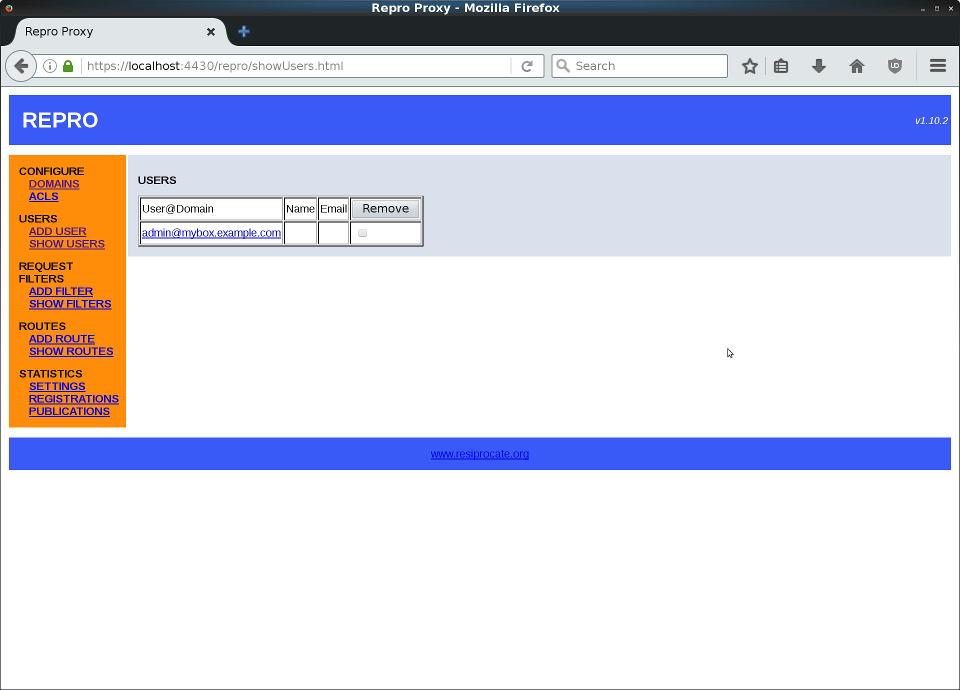 Repro Proxy - Mozilla Firefox
Repro Proxy
https://localhost:4430/repro/showUsers.html
Search
REPRO
v1.10.2
CONFIGURE
DOMAINS
ACLS
USERS
ADD USER
SHOW USERS
REQUEST
FILTERS
ADD FILTER
SHOW FILTERS
ROUTES
ADD ROUTE
SHOW ROUTES
STATISTICS
SETTINGS
REGISTRATIONS
PUBLICATIONS
USERS
User@Domain Name Email Remove
admin@mybox.example.com
www.resiprocate.org